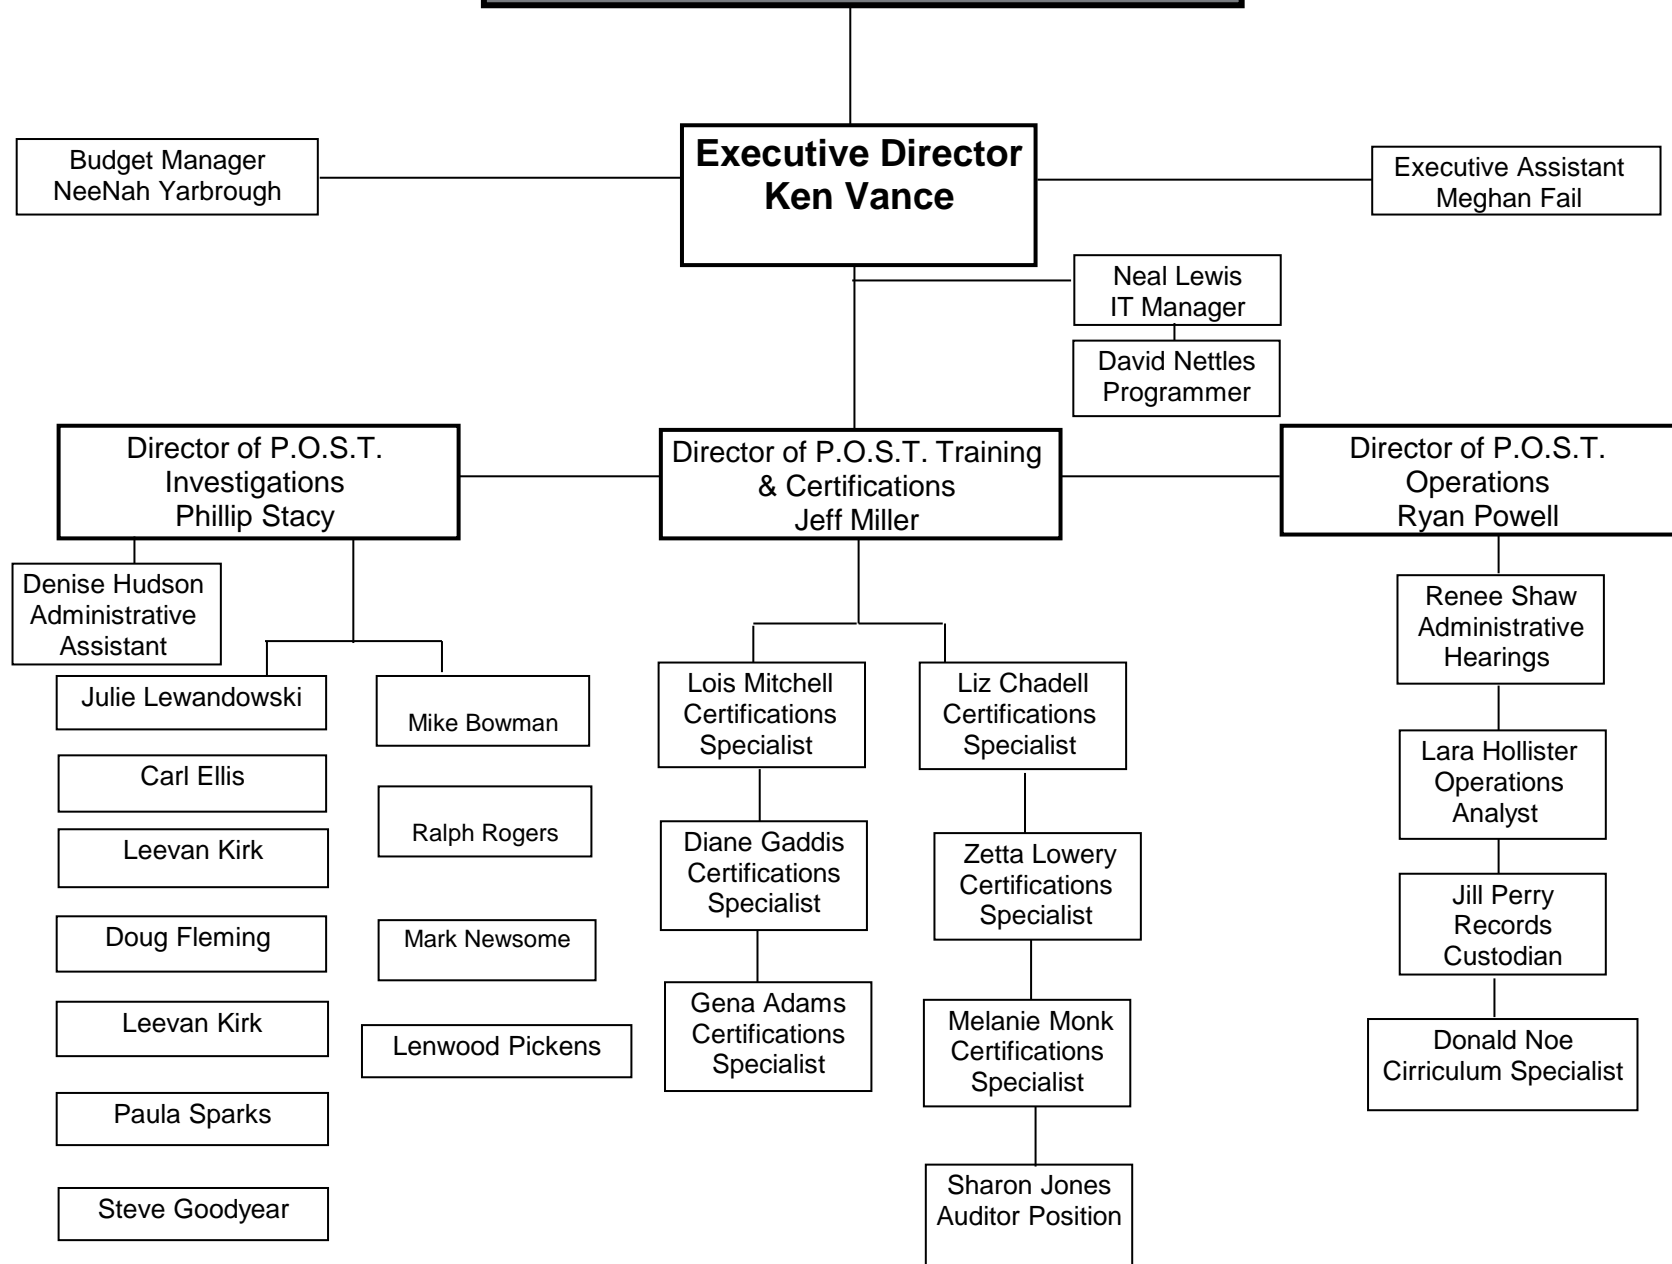 Executive Director
Ken Vance
Budget Manager
NeeNah Yarbrough
Executive Assistant
Meghan Fail
Neal Lewis
IT Manager
David Nettles
Programmer
Director of P.O.S.T.
Investigations
Phillip Stacy
Director of P.O.S.T. Training
& Certifications
Jeff Miller
Director of P.O.S.T.
Operations
Ryan Powell
Denise Hudson
Administrative
Assistant
Julie Lewandowski
Carl Ellis
Leevan Kirk
Doug Fleming
Leevan Kirk
Paula Sparks
Steve Goodyear
Mike Bowman
Ralph Rogers
Mark Newsome
Lenwood Pickens
Lois Mitchell
Certifications
Specialist
Diane Gaddis
Certifications
Specialist
Gena Adams
Certifications
Specialist
Liz Chadell
Certifications
Specialist
Zetta Lowery
Certifications
Specialist
Melanie Monk
Certifications
Specialist
Sharon Jones
Auditor Position
Renee Shaw
Administrative
Hearings
Lara Hollister
Operations
Analyst
Jill Perry
Records
Custodian
Donald Noe
Cirriculum Specialist